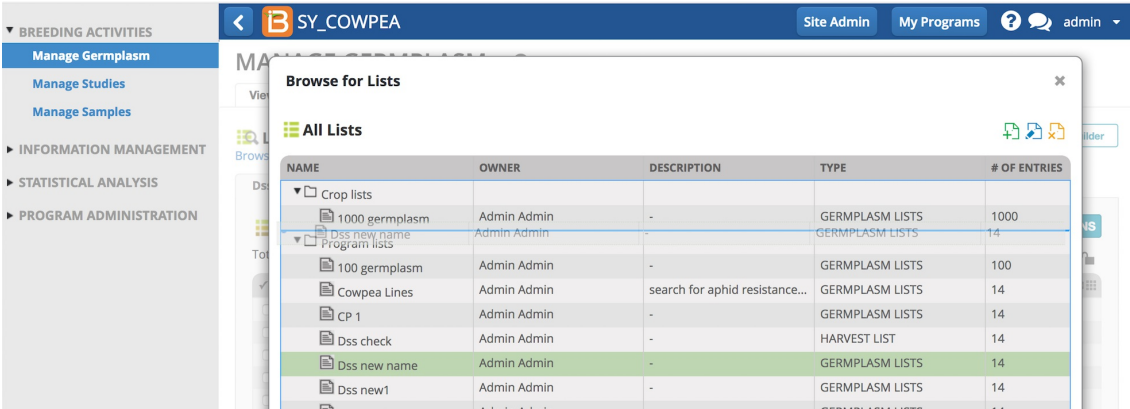 BREEDING ACTIVITIES
Manage Germplasm
Manage Studies
Manage Samples
INFORMATION MANAGEMENT
STATISTICAL ANALYSIS
PROGRAM ADMINISTRATION
SY_COWPEA
Site Admin My Programs admin
Browse for Lists
All Lists
NAME OWNER DESCRIPTION TYPE # OF ENTRIES
Crop lists
1000 germplasm Admin Admin - GERMPLASM LISTS 1000
Dss new name Admin Admin - GERMPLASM LISTS 14
Program lists
100 germplasm Admin Admin - GERMPLASM LISTS 100
Cowpea Lines Admin Admin search for aphid resistance... GERMPLASM LISTS 14
CP 1 Admin Admin - GERMPLASM LISTS 14
Dss check Admin Admin - HARVEST LIST 14
Dss new name Admin Admin - GERMPLASM LISTS 14
Dss new1 Admin Admin - GERMPLASM LISTS 14